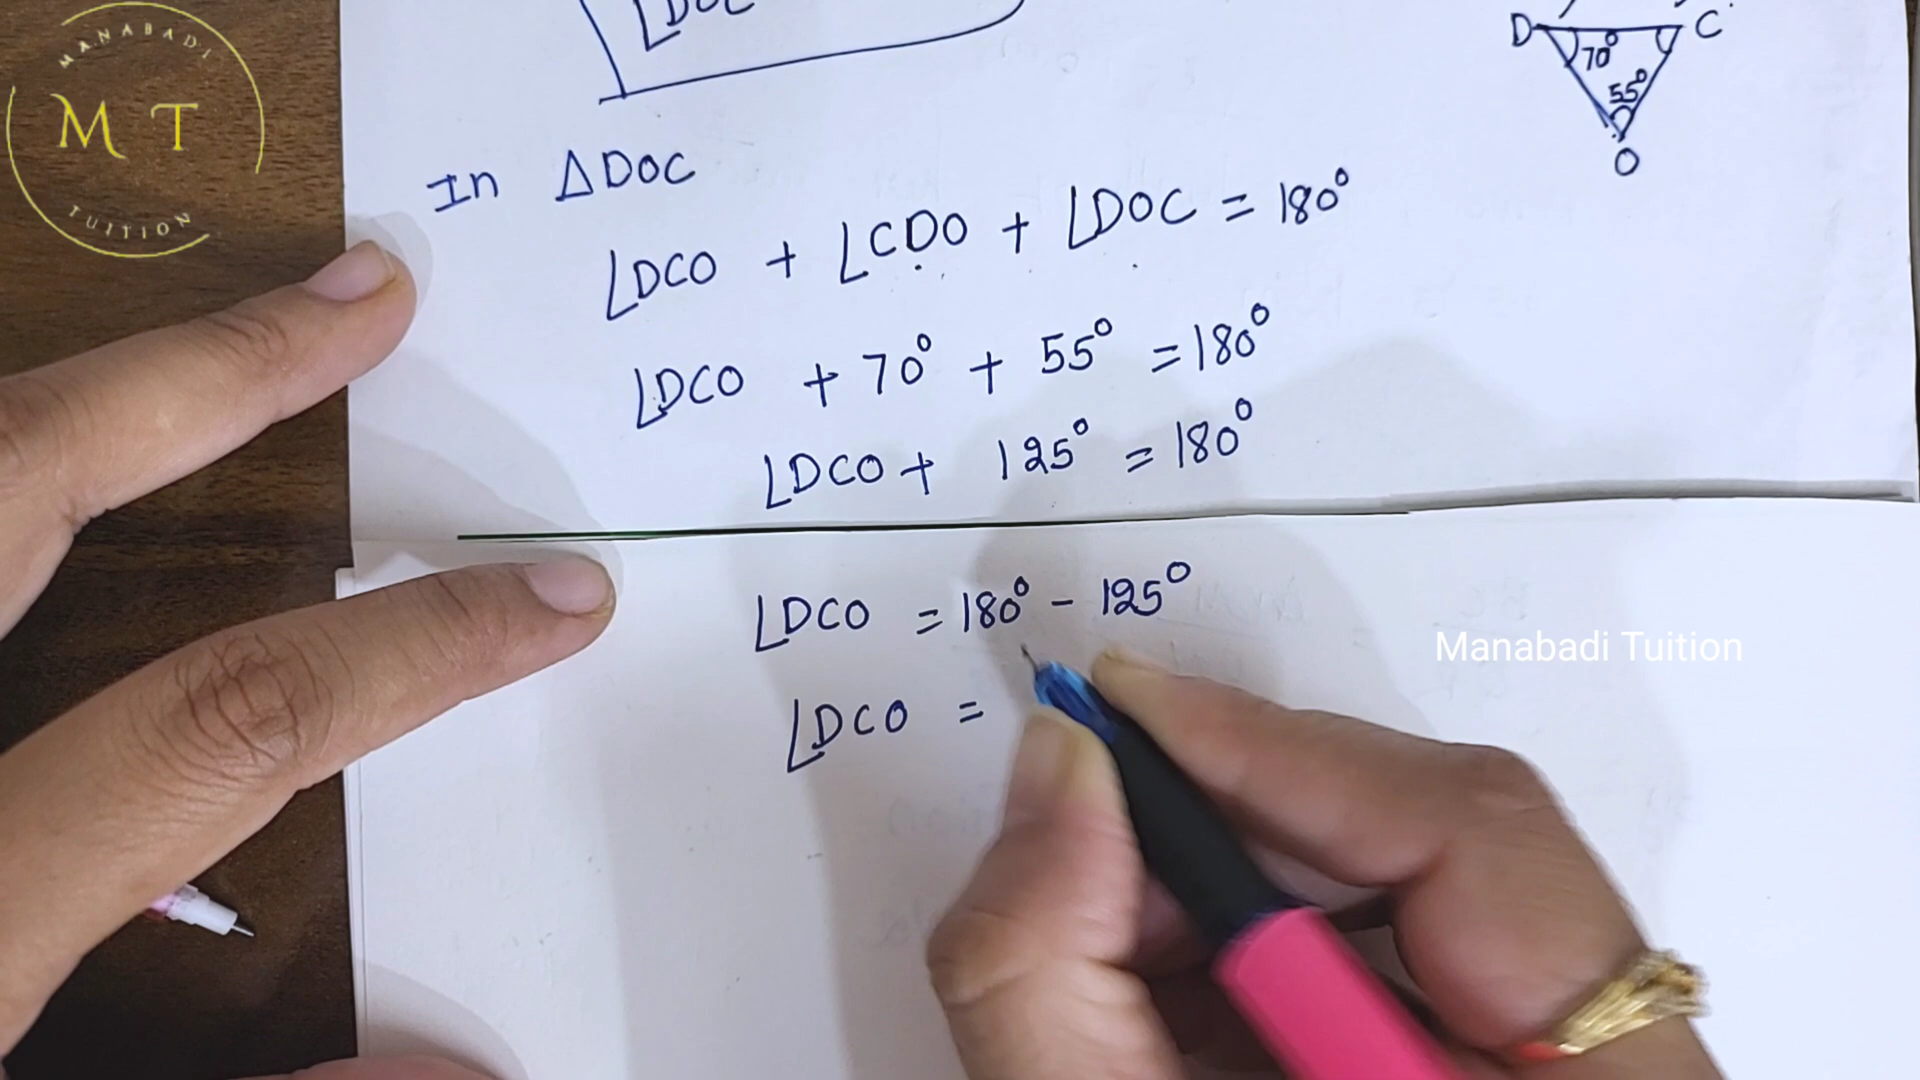 MANABADI
M T
TUITION
∠DOC
D 70° C
55°
O
In ΔDOC
∠DCO + ∠CDO + ∠DOC = 180°
∠DCO + 70° + 55° = 180°
∠DCO + 125° = 180°
∠DCO = 180° - 125°
∠DCO =
Manabadi Tuition